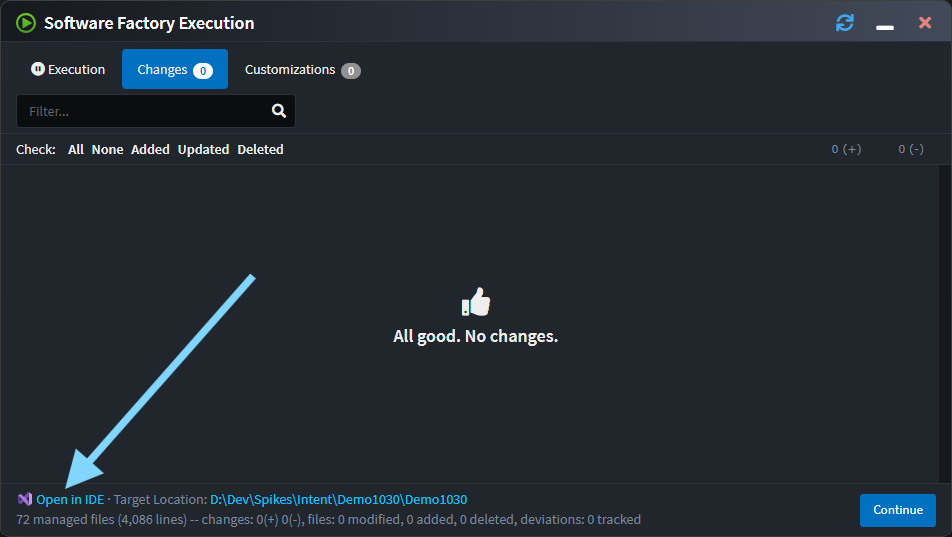 Software Factory Execution
Execution Changes 0 Customizations 0
Filter...
Check: All None Added Updated Deleted 0 (+) 0 (-)
All good. No changes.
Open in IDE · Target Location: D:\Dev\Spikes\Intent\Demo1030\Demo1030
72 managed files (4,086 lines) -- changes: 0(+) 0(-), files: 0 modified, 0 added, 0 deleted, deviations: 0 tracked
Continue